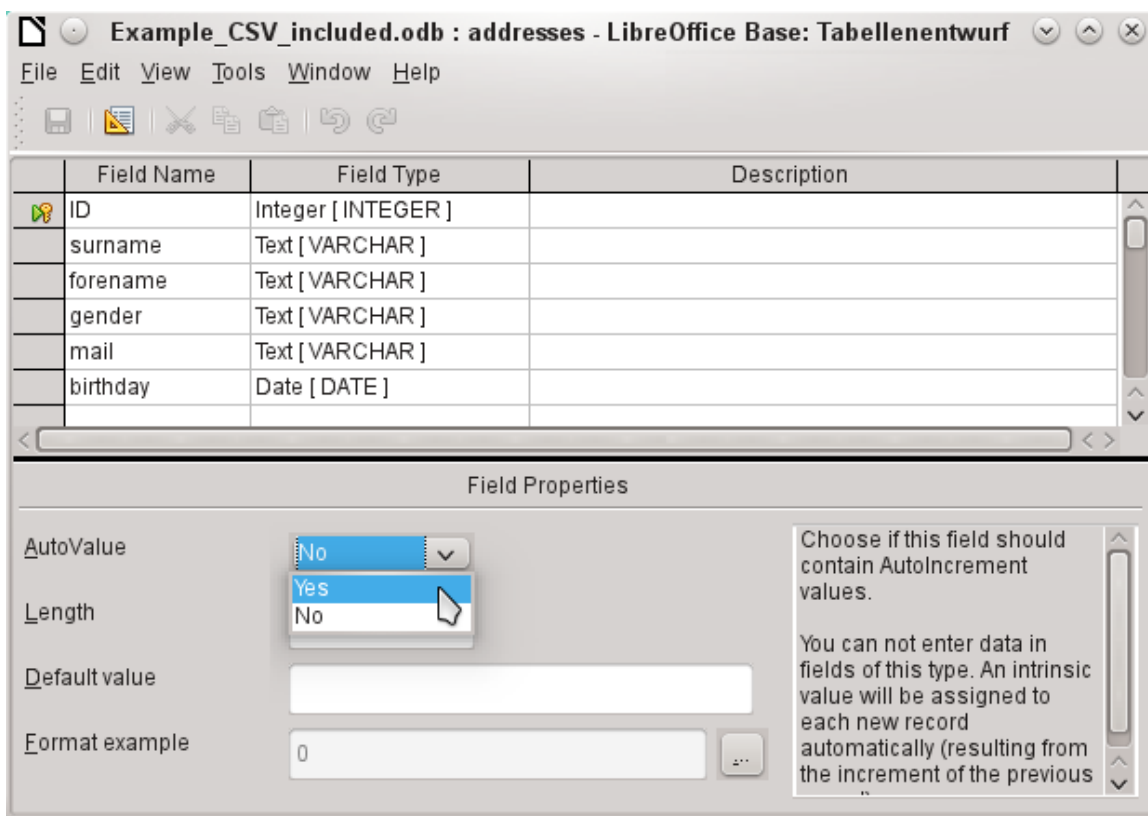 Example_CSV_included.odb : addresses - LibreOffice Base: Tabellenentwurf
File Edit View Tools Window Help
Field Name Field Type Description
ID Integer [ INTEGER ]
surname Text [ VARCHAR ]
forename Text [ VARCHAR ]
gender Text [ VARCHAR ]
mail Text [ VARCHAR ]
birthday Date [ DATE ]
Field Properties
AutoValue No
Yes
No
Length
Default value
Format example 0 ...
Choose if this field should
contain AutoIncrement
values.
You can not enter data in
fields of this type. An intrinsic
value will be assigned to
each new record
automatically (resulting from
the increment of the previous